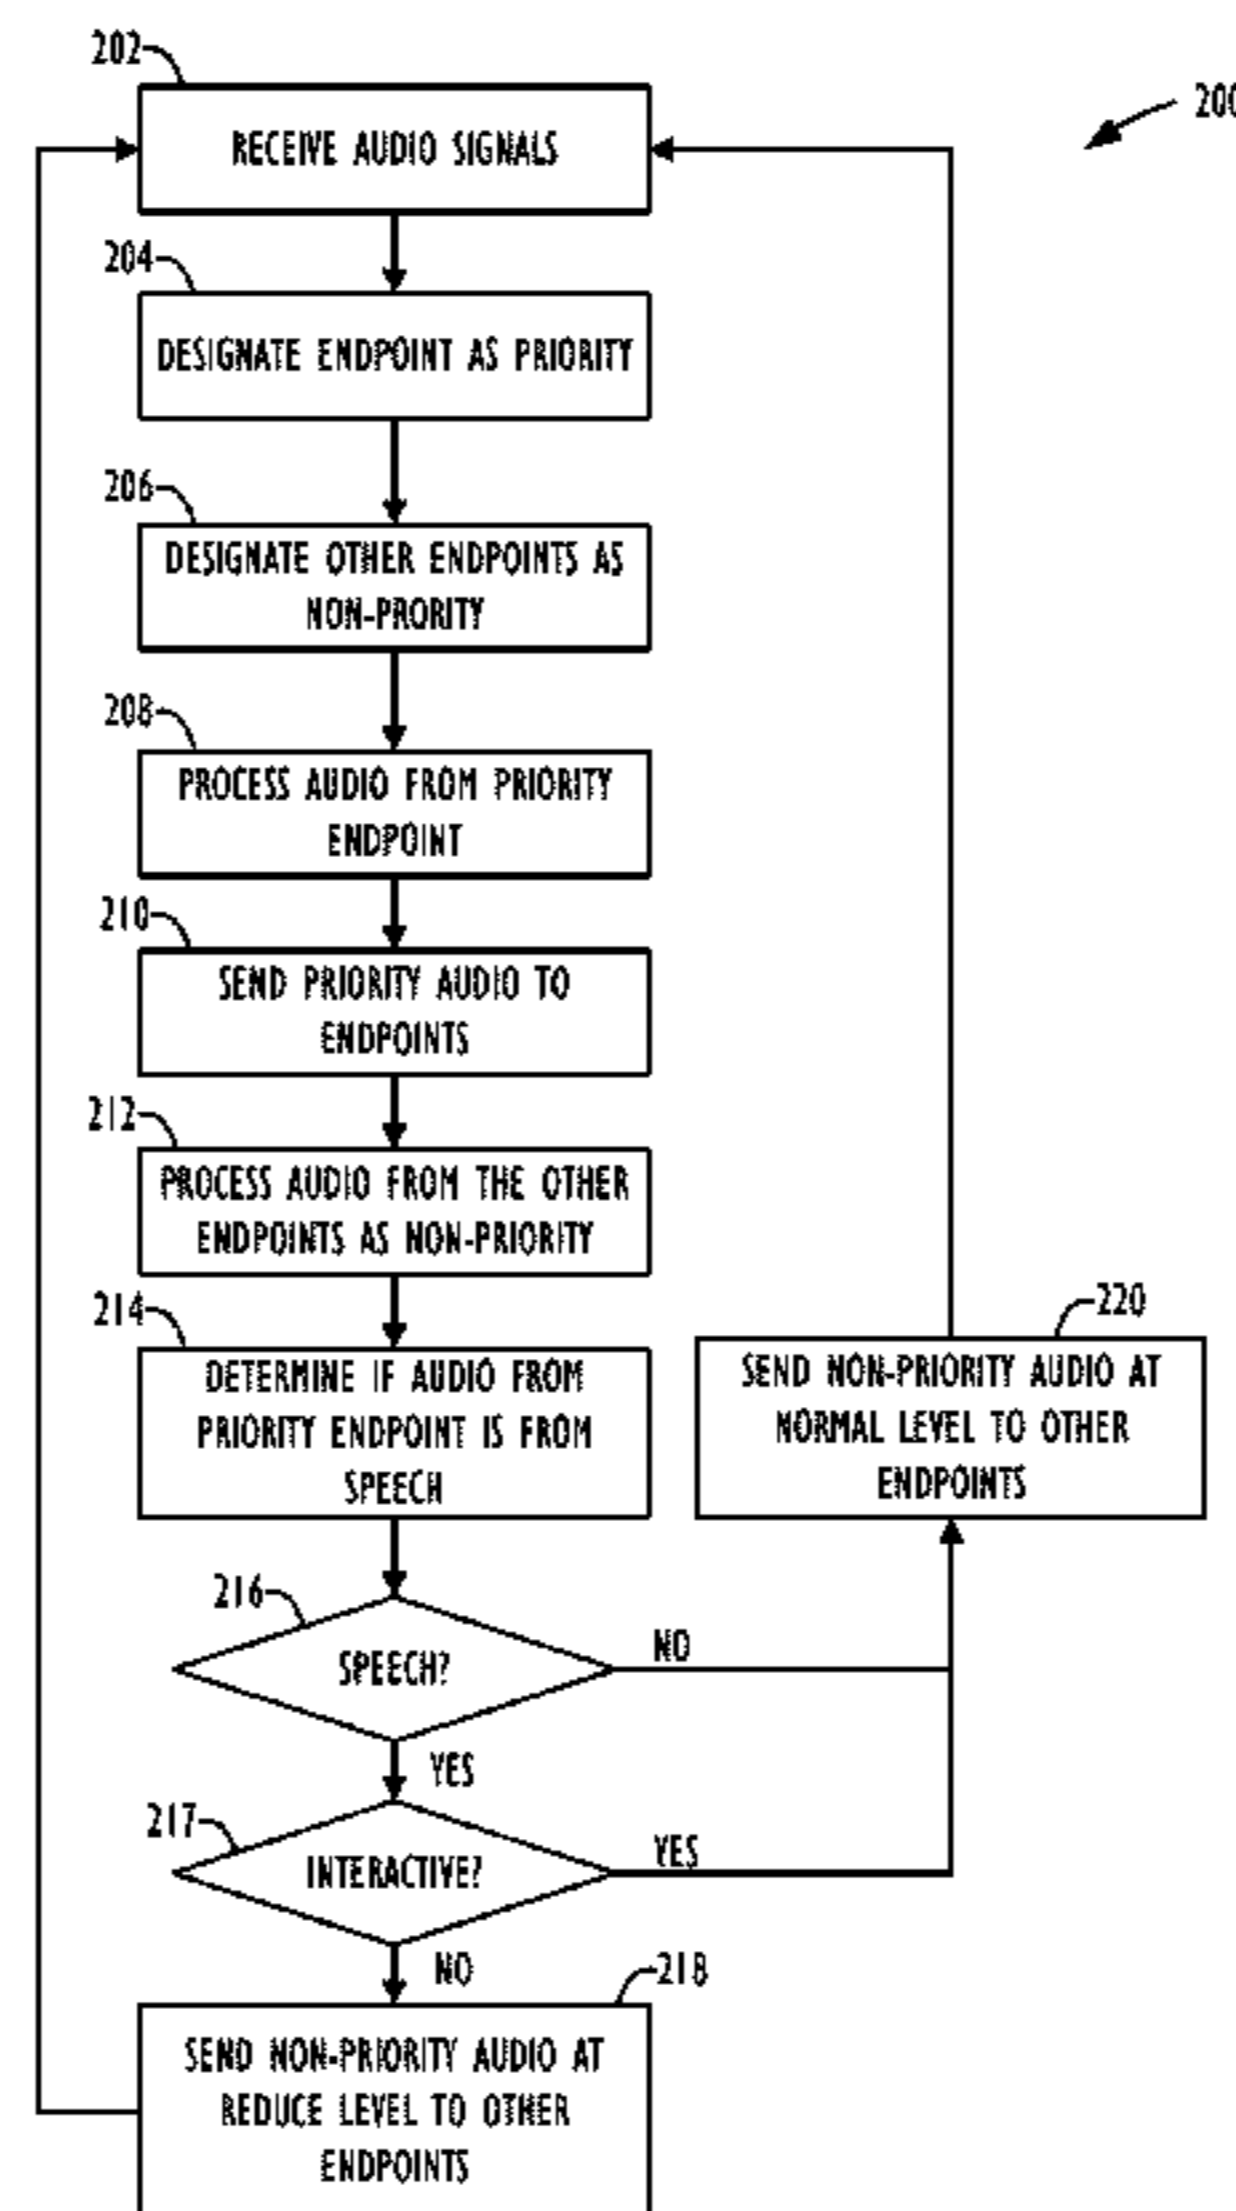 202
200
RECEIVE AUDIO SIGNALS
204
DESIGNATE ENDPOINT AS PRIORITY
206
DESIGNATE OTHER ENDPOINTS AS
NON-PRORITY
208
PROCESS AUDIO FROM PRIORITY
ENDPOINT
210
SEND PRIORITY AUDIO TO
ENDPOINTS
212
PROCESS AUDIO FROM THE OTHER
ENDPOINTS AS NON-PRIORITY
214
DETERMINE IF AUDIO FROM
PRIORITY ENDPOINT IS FROM
SPEECH
220
SEND NON-PRIORITY AUDIO AT
NORMAL LEVEL TO OTHER
ENDPOINTS
216
SPEECH?
NO
YES
217
INTERACTIVE?
YES
NO
218
SEND NON-PRIORITY AUDIO AT
REDUCE LEVEL TO OTHER
ENDPOINTS